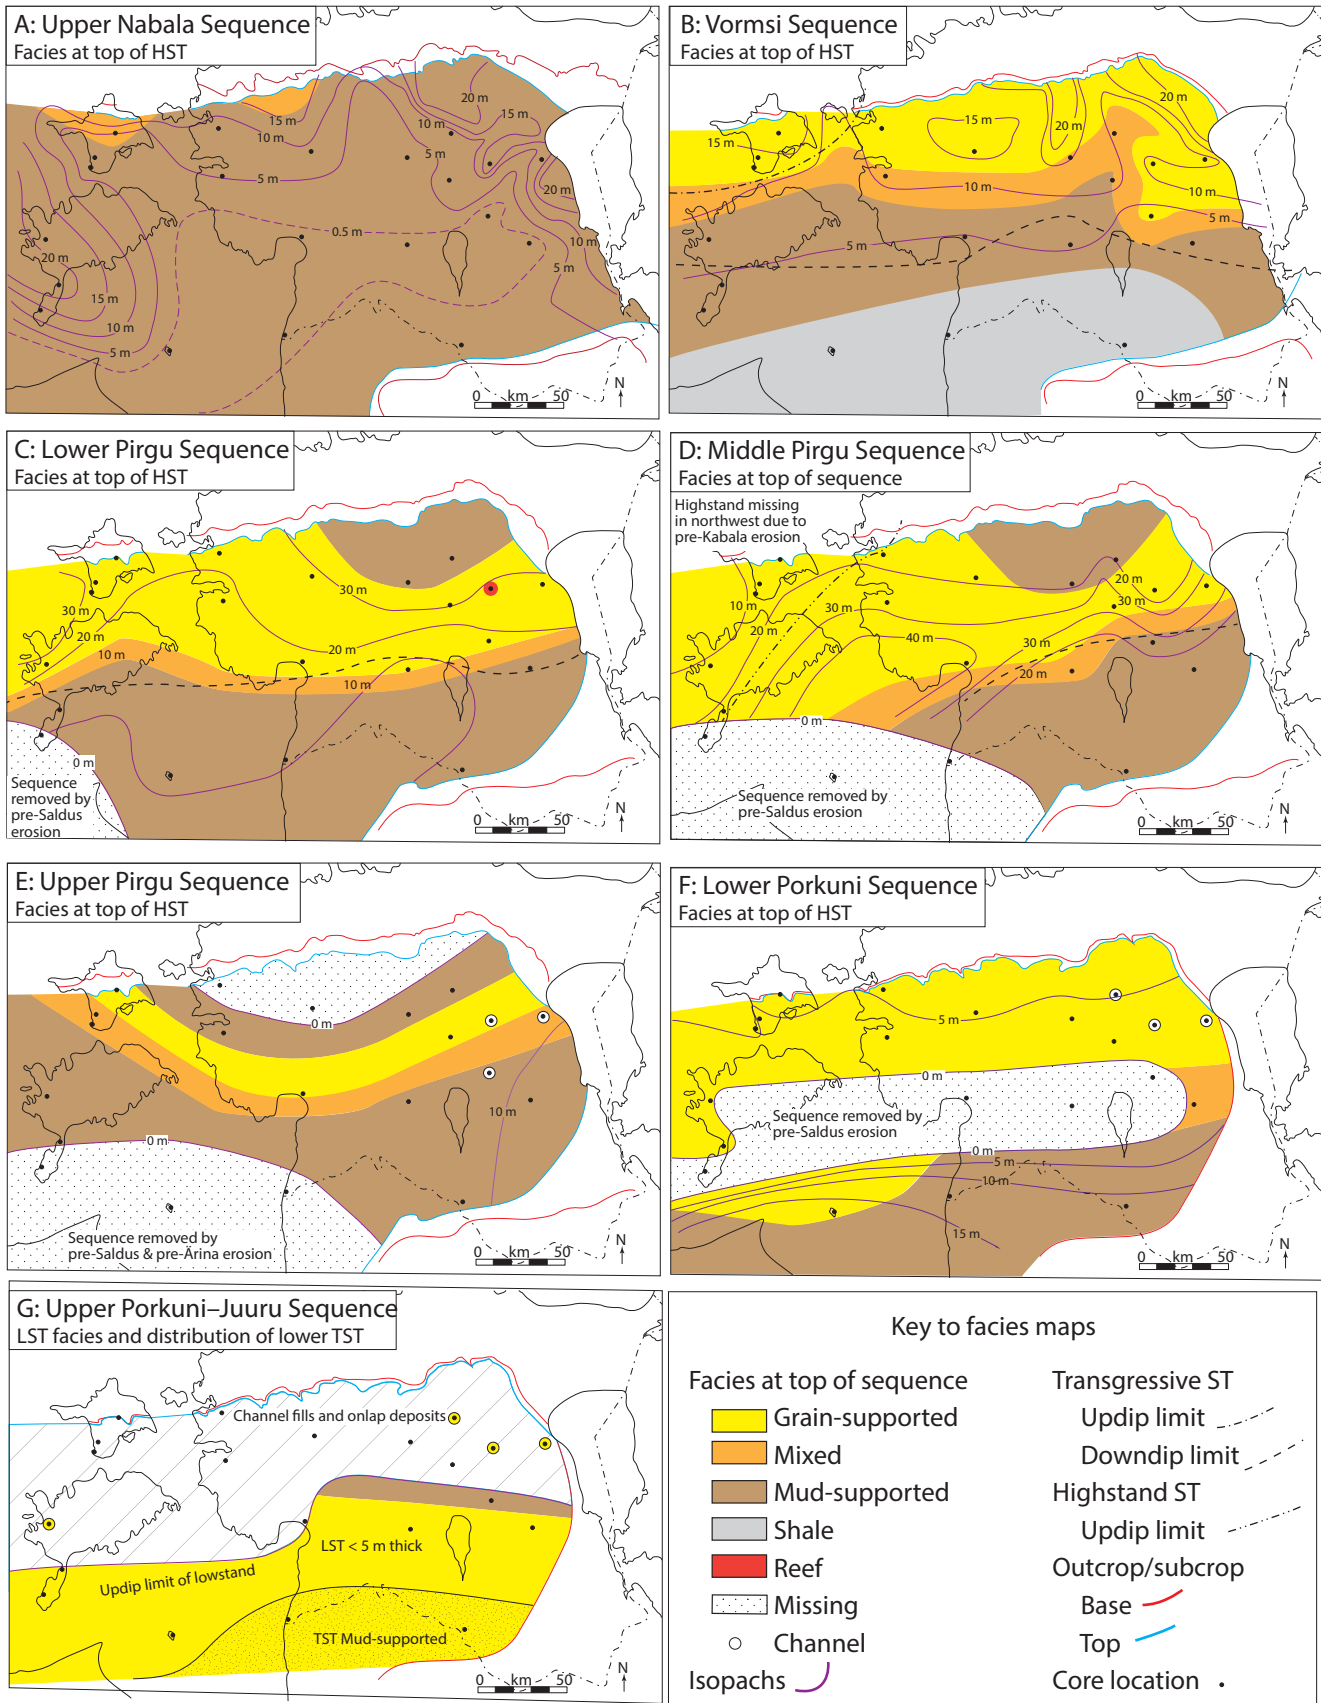 A: Upper Nabala Sequence
Facies at top of HST
20 m
15 m
15 m
10 m
10 m
5 m
5 m
20 m
0.5 m
10 m
5 m
20 m
15 m
10 m
5 m
0 km 50
N
B: Vormsi Sequence
Facies at top of HST
20 m
15 m
20 m
15 m
10 m
10 m
5 m
5 m
0 km 50
N
C: Lower Pirgu Sequence
Facies at top of HST
30 m
30 m
20 m
20 m
10 m
10 m
0 m
Sequence
removed by
pre-Saldus
erosion
0 km 50
N
D: Middle Pirgu Sequence
Facies at top of sequence
Highstand missing
in northwest due to
pre-Kabala erosion
20 m
10 m
30 m
30 m
20 m
40 m
30 m
20 m
0 m
Sequence removed by
pre-Saldus erosion
0 km 50
N
E: Upper Pirgu Sequence
Facies at top of HST
0 m
10 m
0 m
Sequence removed by
pre-Saldus & pre-Ärina erosion
0 km 50
N
F: Lower Porkuni Sequence
Facies at top of HST
5 m
0 m
Sequence removed by
pre-Saldus erosion
0 m
5 m
10 m
15 m
0 km 50
N
G: Upper Porkuni–Juuru Sequence
LST facies and distribution of lower TST
Channel fills and onlap deposits
LST < 5 m thick
Updip limit of lowstand
TST Mud-supported
0 km 50
N
Key to facies maps
Facies at top of sequence
Grain-supported
Mixed
Mud-supported
Shale
Reef
Missing
Channel
Isopachs
Transgressive ST
Updip limit
Downdip limit
Highstand ST
Updip limit
Outcrop/subcrop
Base
Top
Core location